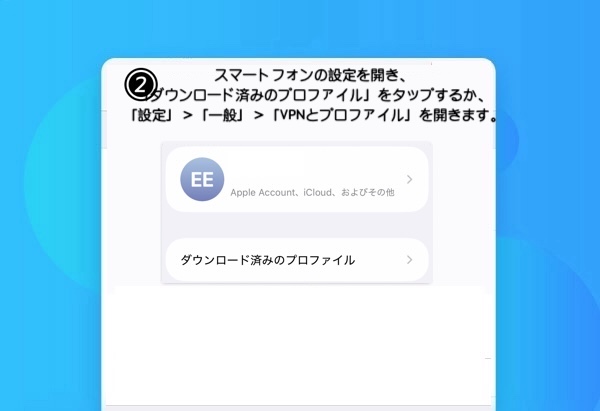 ② スマートフォンの設定を開き、
「ダウンロード済みのプロファイル」をタップするか、
「設定」>「一般」>「VPNとプロファイル」を開きます。
EE
Apple Account、iCloud、およびその他
ダウンロード済みのプロファイル